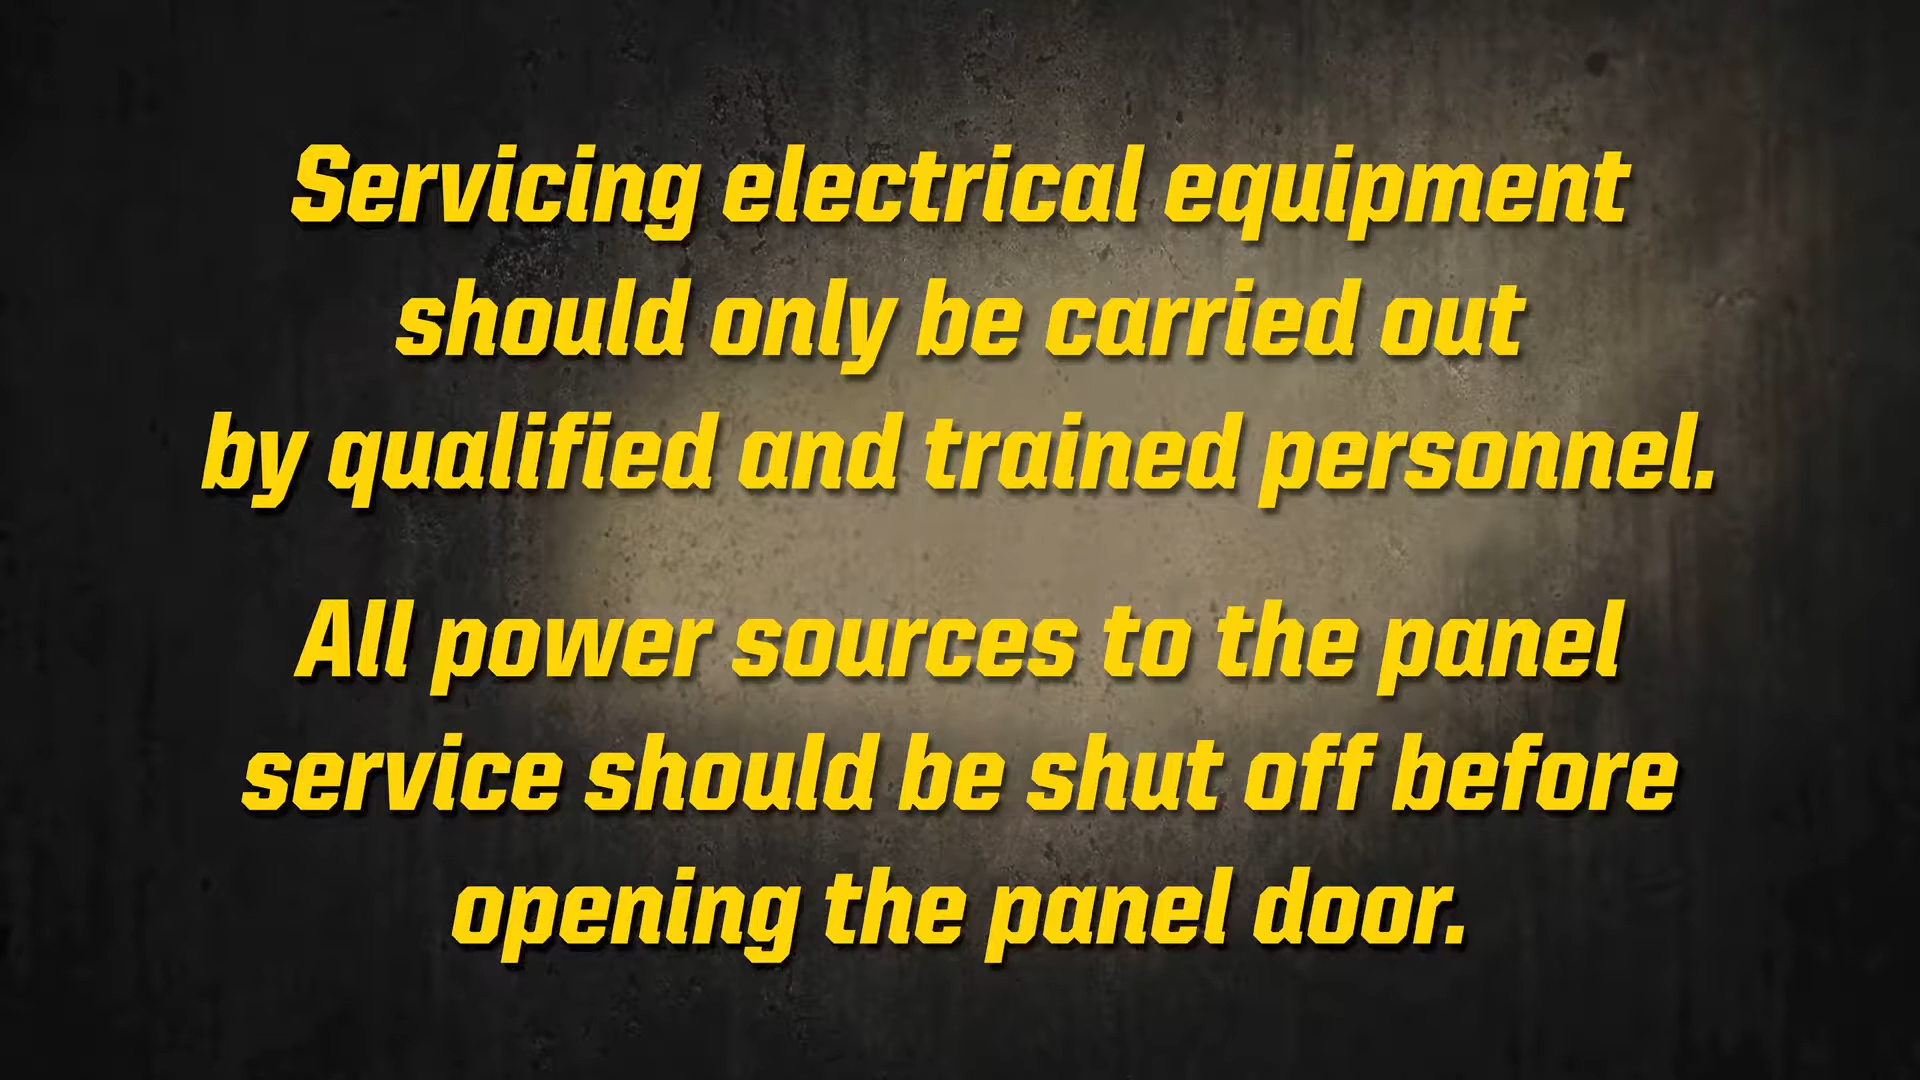 Servicing electrical equipment
should only be carried out
by qualified and trained personnel.
All power sources to the panel
service should be shut off before
opening the panel door.